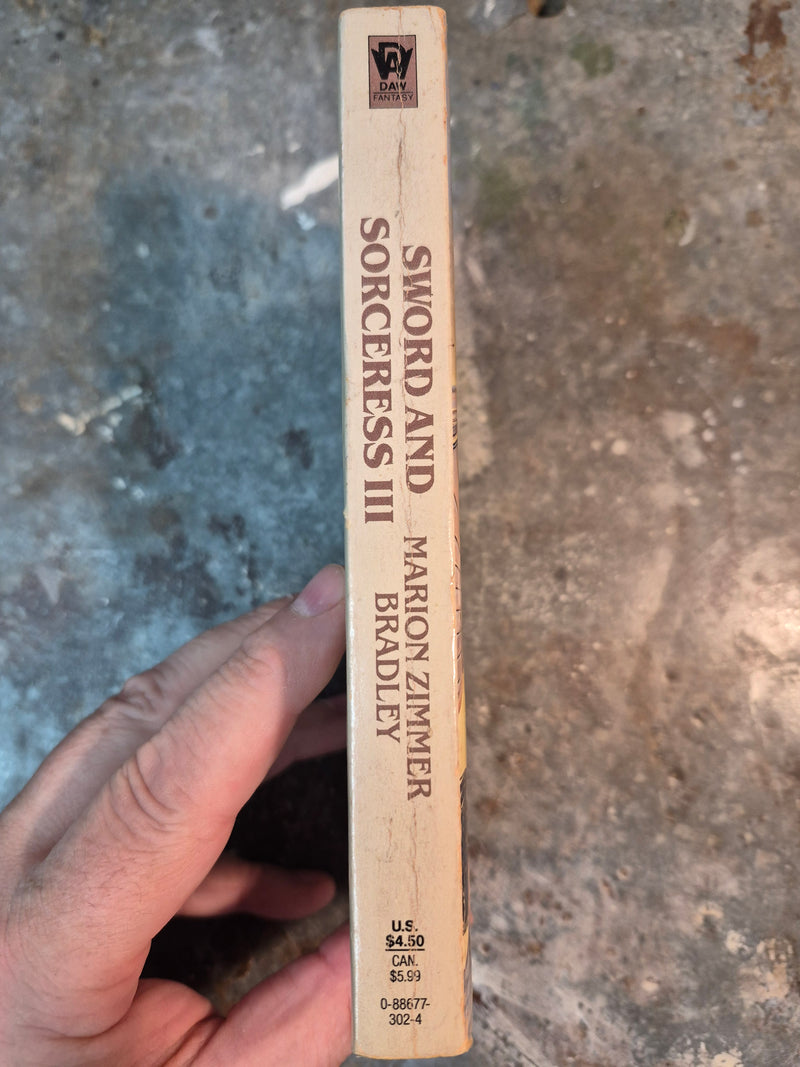 DAW
FANTASY
SWORD AND
SORCERESS III
MARION ZIMMER
BRADLEY
U.S.
$4.50
CAN.
$5.99
0-88677-
302-4